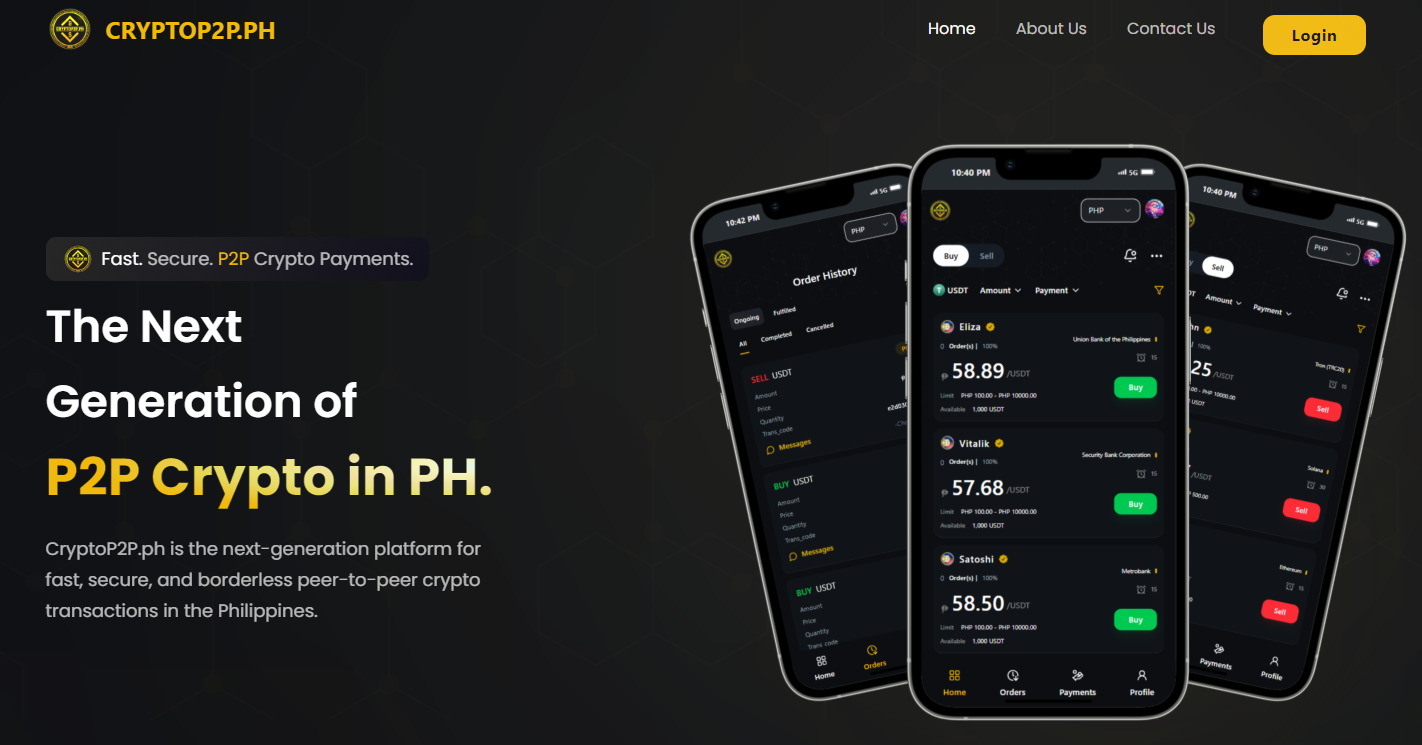 CRYPTOP2P.PH
Home
About Us
Contact Us
Login
Fast. Secure. P2P Crypto Payments.
The Next
Generation of
P2P Crypto in PH.
CryptoP2P.ph is the next-generation platform for
fast, secure, and borderless peer-to-peer crypto
transactions in the Philippines.
10:42 PM
5G
PHP
Order History
Ongoing Fulfilled
All Completed Cancelled
SELL USDT
Amount
Price
Quantity
Trans_code
Messages
BUY USDT
Amount
Price
Quantity
Trans_code
Messages
BUY USDT
Amount
Price
Quantity
Trans_code
Home Orders
10:40 PM
5G
PHP
Buy Sell
USDT Amount Payment
Eliza
Union Bank of the Philippines
0 Order(s) | 100%
15
₱ 58.89 /USDT
Buy
Limit PHP 100.00 - PHP 10000.00
Available 1,000 USDT
Vitalik
Security Bank Corporation
0 Order(s) | 100%
15
₱ 57.68 /USDT
Buy
Limit PHP 100.00 - PHP 10000.00
Available 1,000 USDT
Satoshi
Metrobank
0 Order(s) | 100%
15
₱ 58.50 /USDT
Buy
Limit PHP 100.00 - PHP 10000.00
Available 1,000 USDT
Home Orders Payments Profile
10:40 PM
5G
PHP
Sell
Amount Payment
Tron (TRC20)
100%
15
25 /USDT
Sell
PHP 10000.00
USDT
Solana
30
/USDT
Sell
500.00
Ethereum
15
Sell
Payments Profile